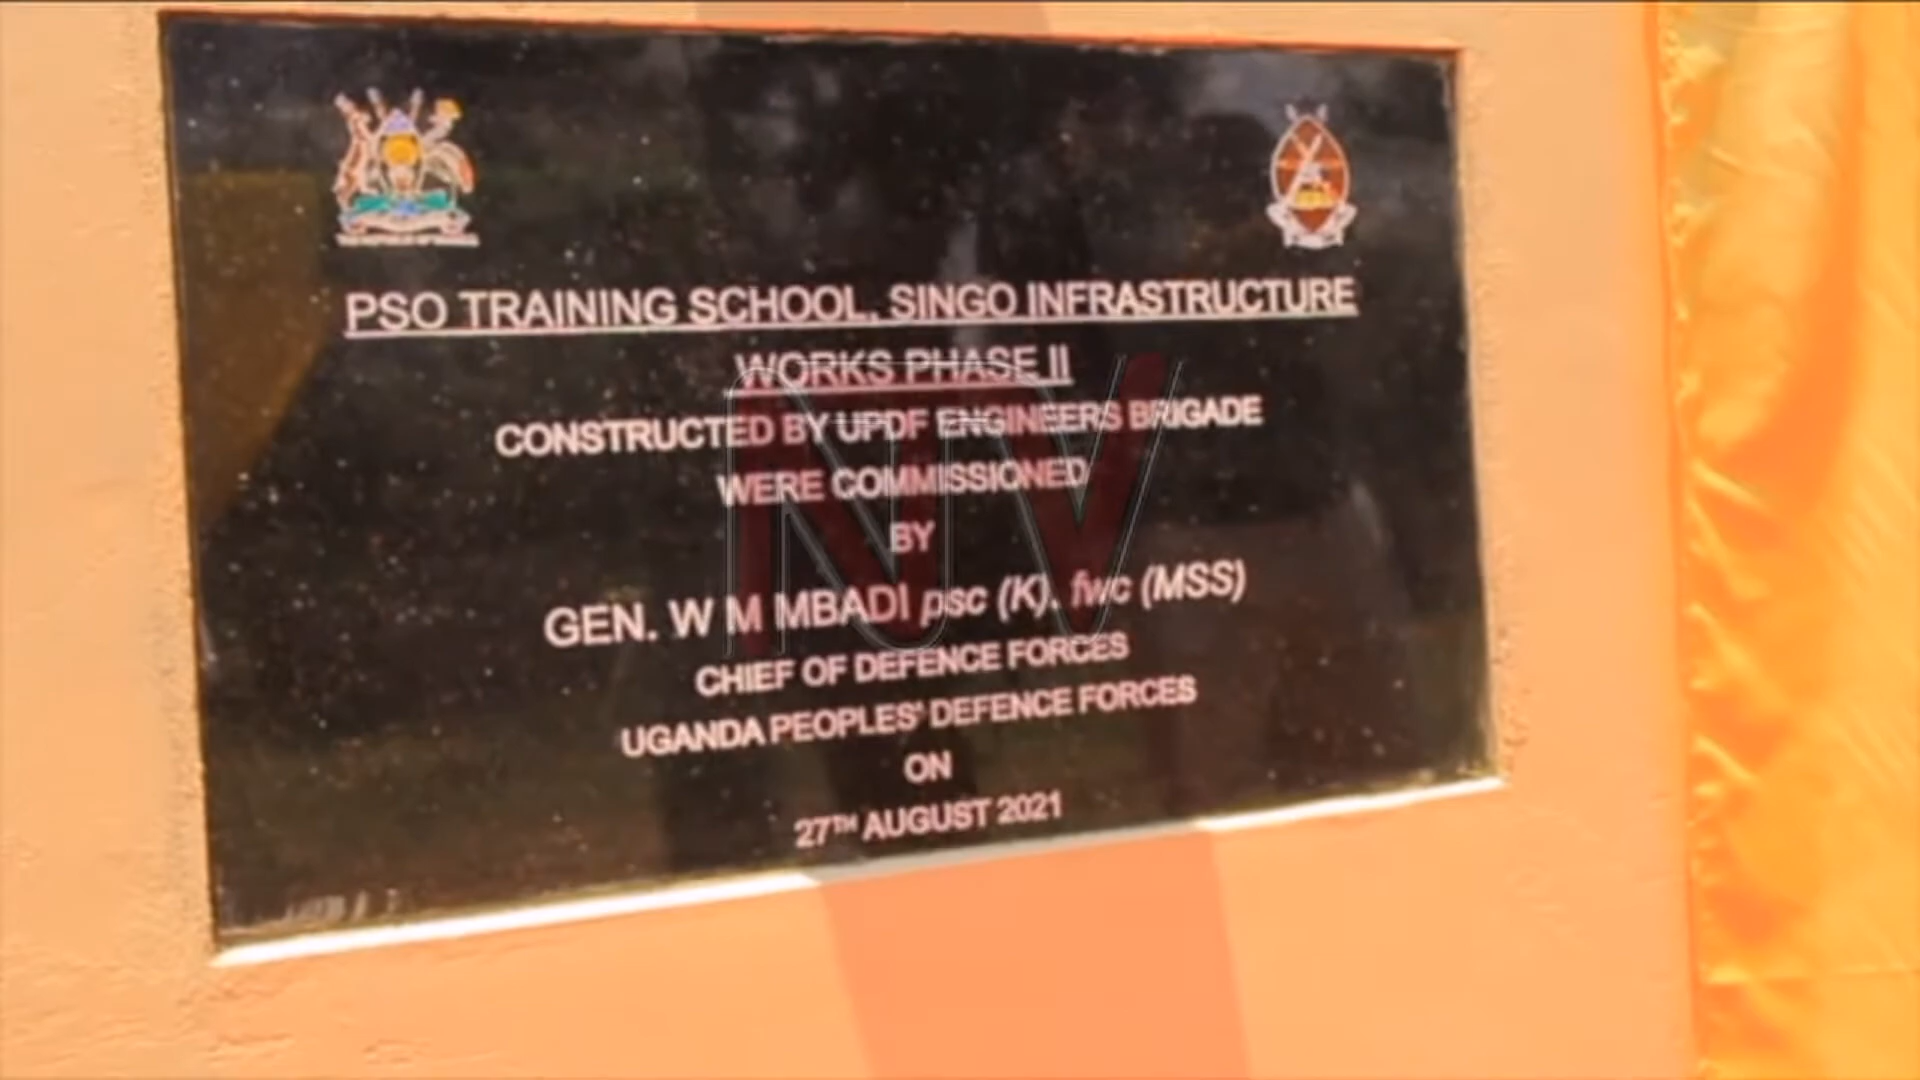 PSO TRAINING SCHOOL, SINGO INFRASTRUCTURE
WORKS PHASE II
CONSTRUCTED BY UPDF ENGINEERS BRIGADE
WERE COMMISSIONED
BY
GEN. W M MBADI psc (K), fwc (MSS)
CHIEF OF DEFENCE FORCES
UGANDA PEOPLES' DEFENCE FORCES
ON
27TH AUGUST 2021
NTV